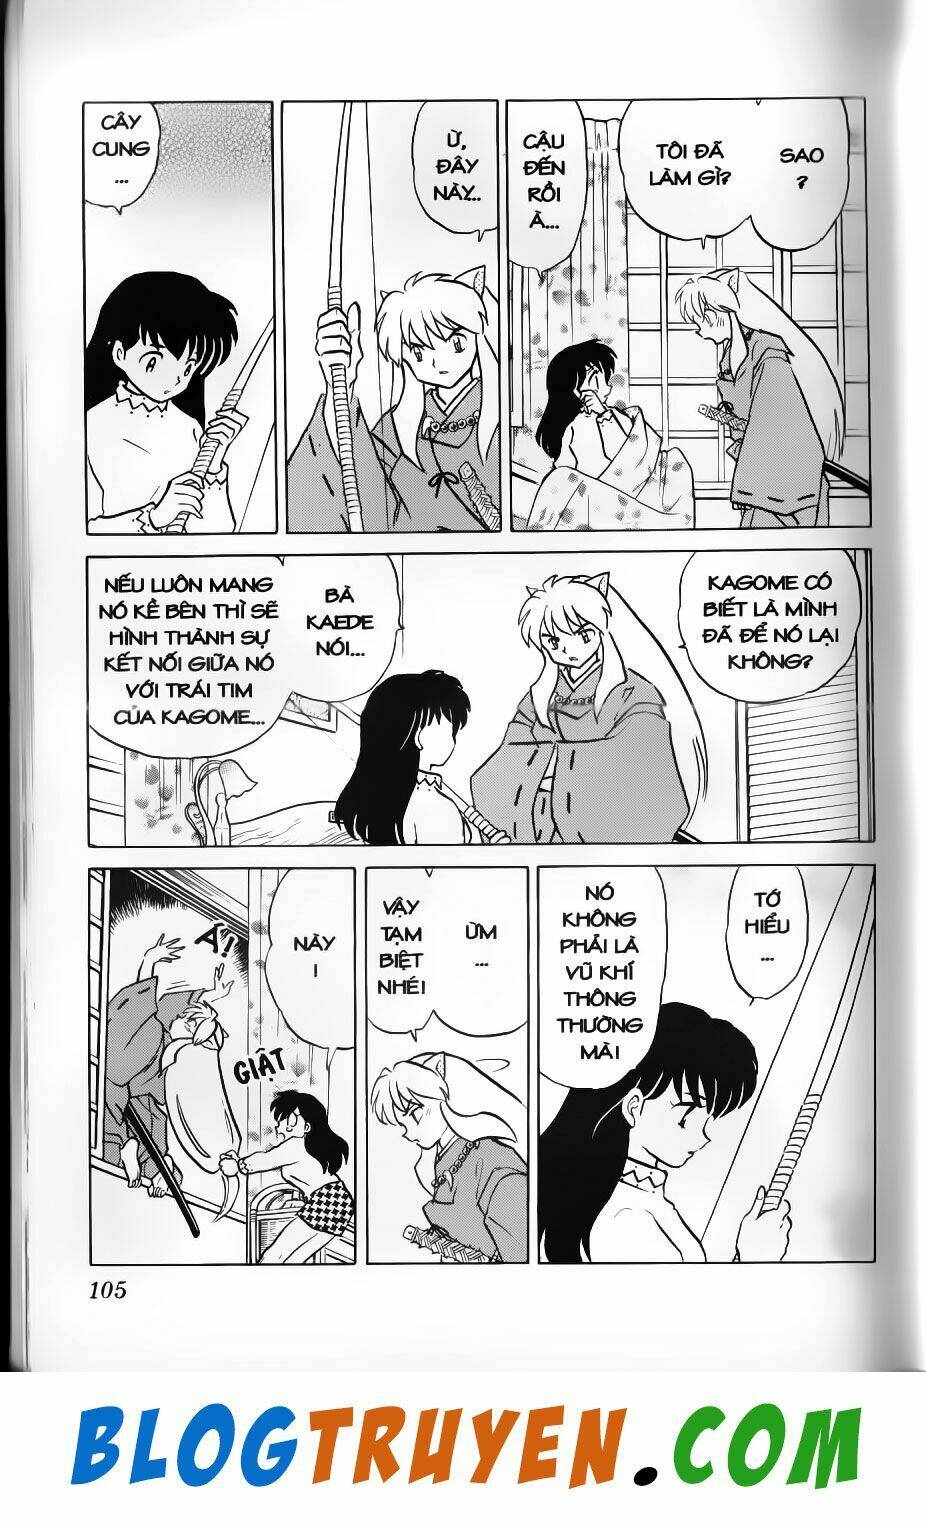 SAO
?
TÔI ĐÃ
LÀM GÌ?
CẬU
ĐẾN
RỒI
À...
Ừ,
ĐÂY
NÀY...
CÂY
CUNG
...
KAGOME CÓ
BIẾT LÀ MÌNH
ĐÃ ĐỂ NÓ LẠI
KHÔNG?
BÀ
KAEDE
NÓI...
NẾU LUÔN MANG
NÓ KỀ BÊN THÌ SẼ
HÌNH THÀNH SỰ
KẾT NỐI GIỮA NÓ
VỚI TRÁI TIM
CỦA KAGOME...
TỚ
HIỂU
...
NÓ
KHÔNG
PHẢI LÀ
VŨ KHÍ
THÔNG
THƯỜNG
MÀ!
ỪM
...
VẬY
TẠM
BIỆT
NHÉ!
NÀY
!
Á!
GIẬT
105
BLOGTRUYEN.COM